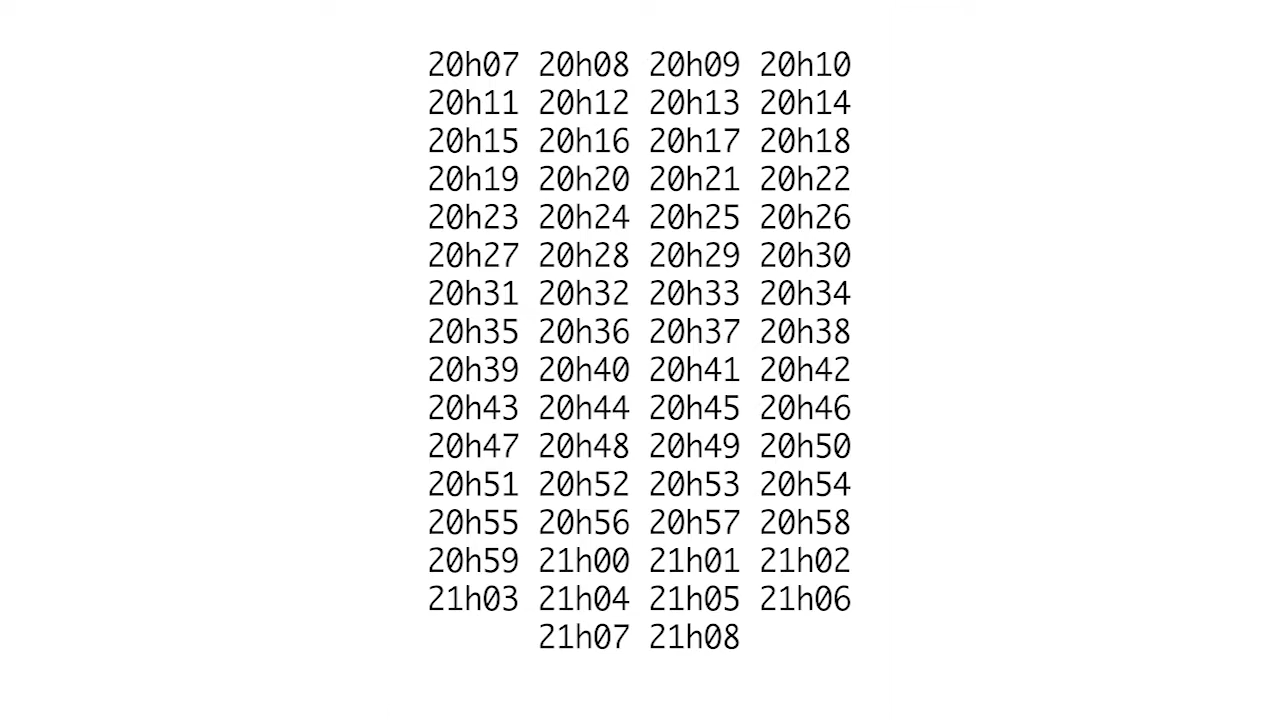 20h07 20h08 20h09 20h10
20h11 20h12 20h13 20h14
20h15 20h16 20h17 20h18
20h19 20h20 20h21 20h22
20h23 20h24 20h25 20h26
20h27 20h28 20h29 20h30
20h31 20h32 20h33 20h34
20h35 20h36 20h37 20h38
20h39 20h40 20h41 20h42
20h43 20h44 20h45 20h46
20h47 20h48 20h49 20h50
20h51 20h52 20h53 20h54
20h55 20h56 20h57 20h58
20h59 21h00 21h01 21h02
21h03 21h04 21h05 21h06
21h07 21h08